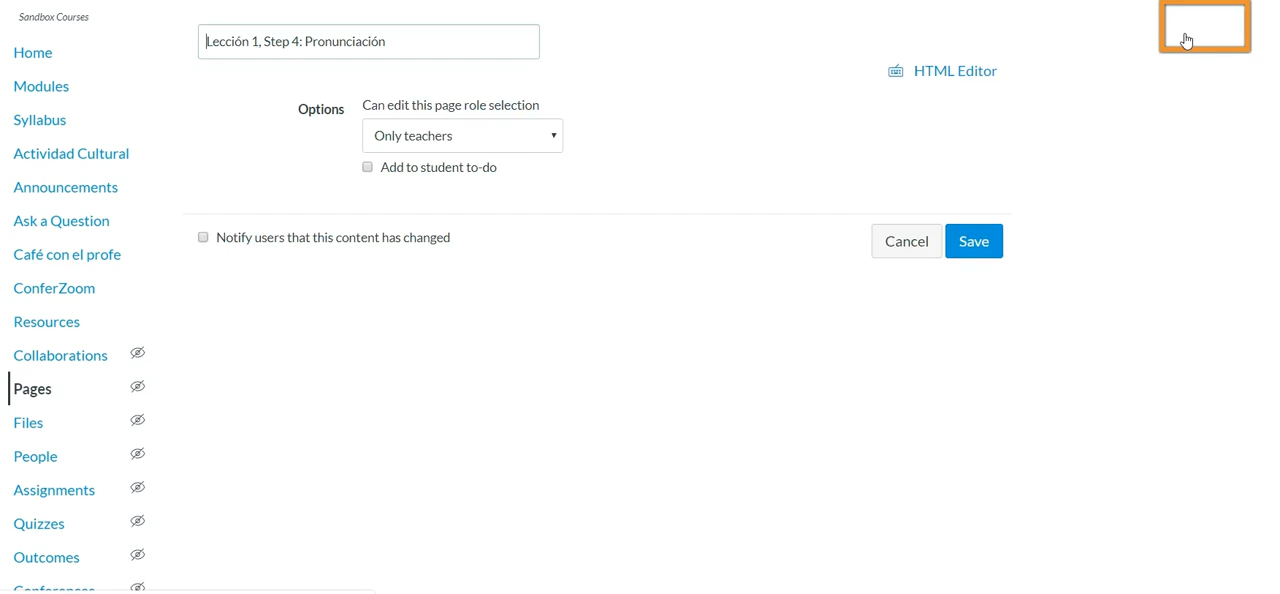 Sandbox Courses
Home
Modules
Syllabus
Actividad Cultural
Announcements
Ask a Question
Café con el profe
ConferZoom
Resources
Collaborations
Pages
Files
People
Assignments
Quizzes
Outcomes
Conferences
Lección 1, Step 4: Pronunciación
HTML Editor
Options
Can edit this page role selection
Only teachers
Add to student to-do
Notify users that this content has changed
Cancel
Save